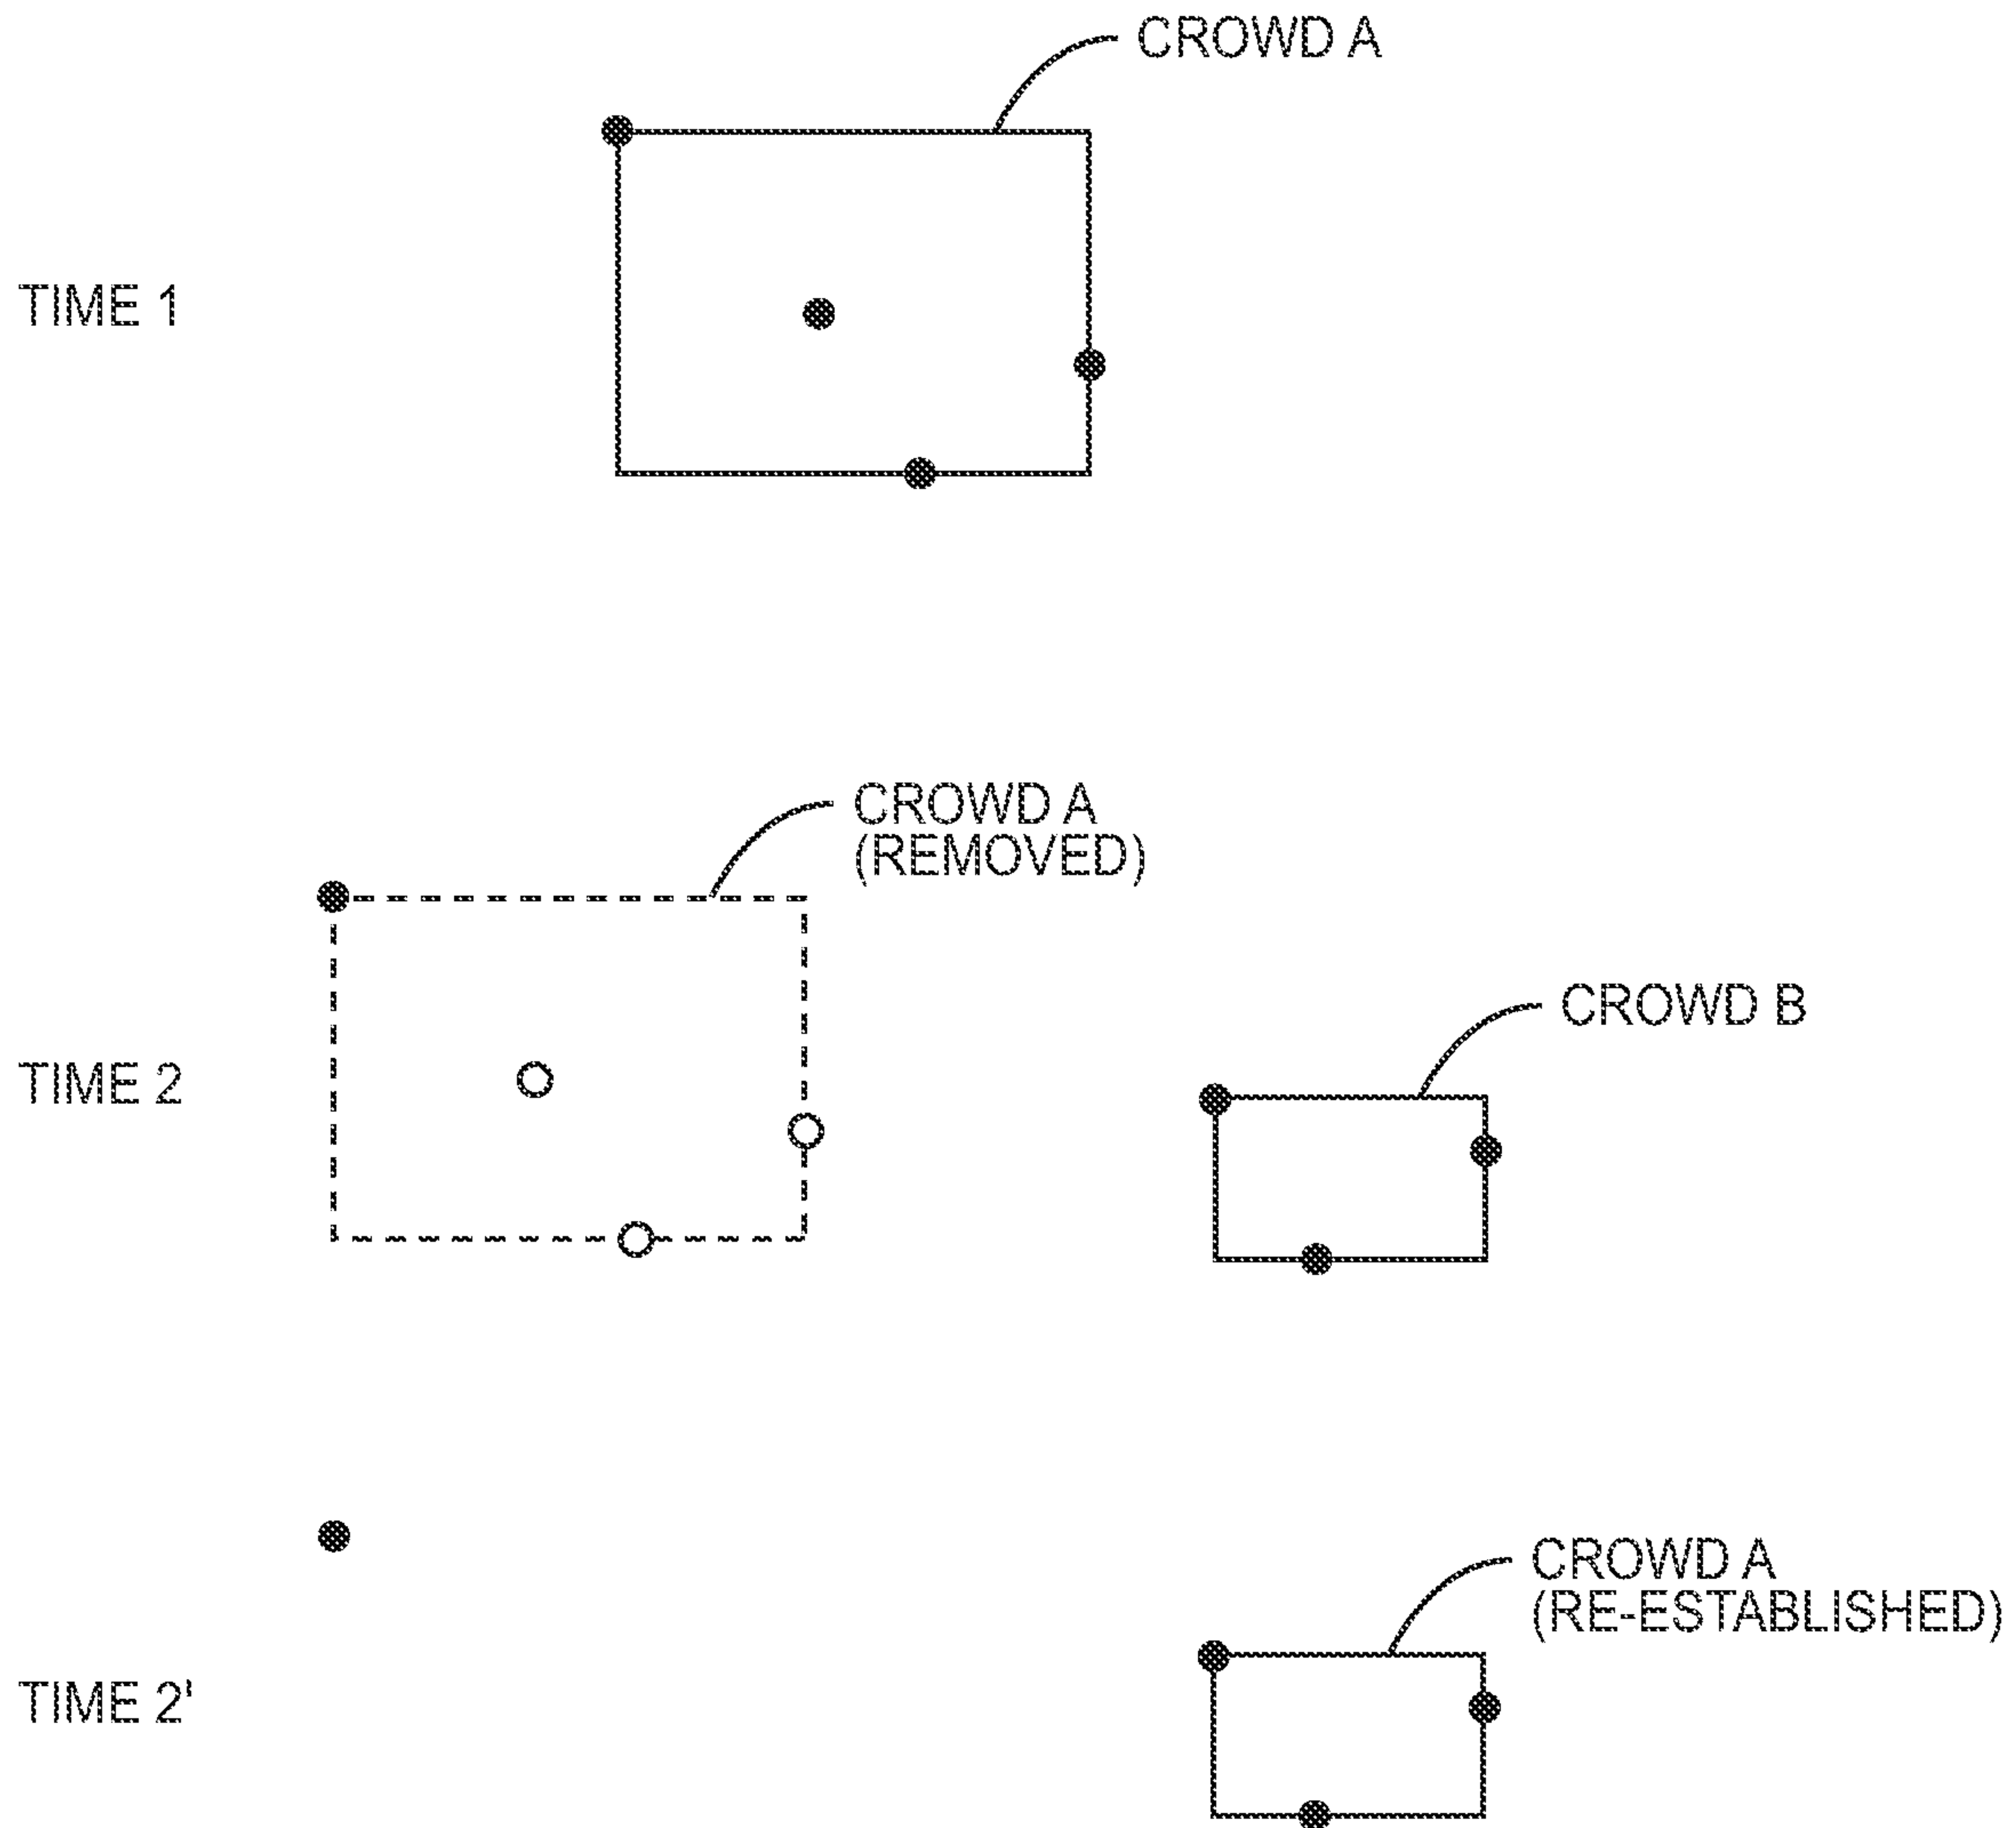 CROWD A
TIME 1
CROWD A
(REMOVED)
CROWD B
TIME 2
CROWD A
(RE-ESTABLISHED)
TIME 2'